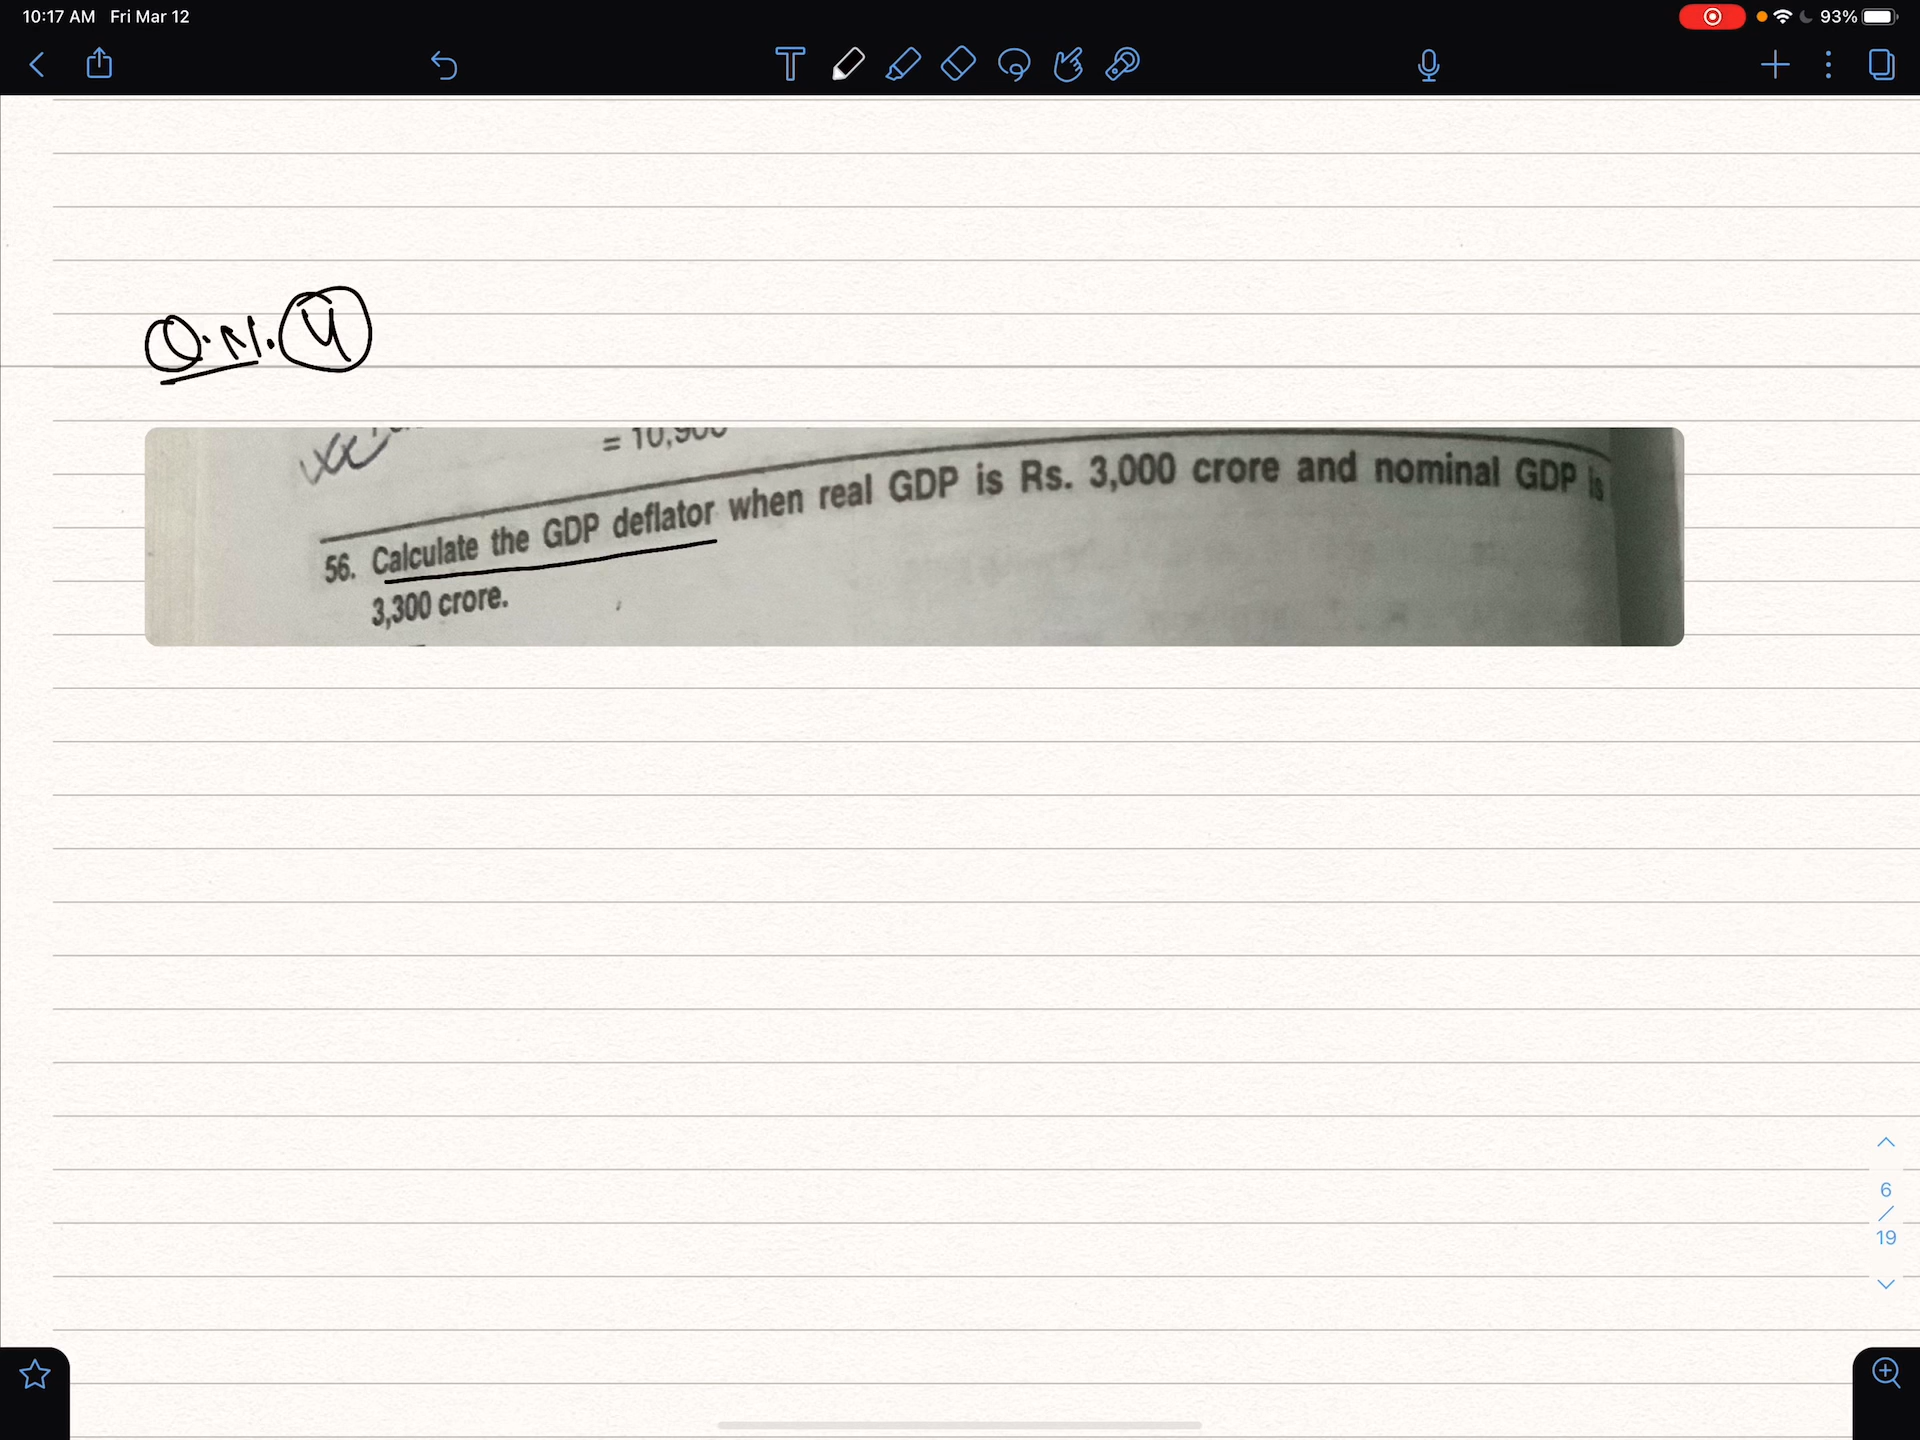 10:17 AM Fri Mar 12
93%
Q.N. 4
= 10,900
56. Calculate the GDP deflator when real GDP is Rs. 3,000 crore and nominal GDP is
3,300 crore.
6
/
19